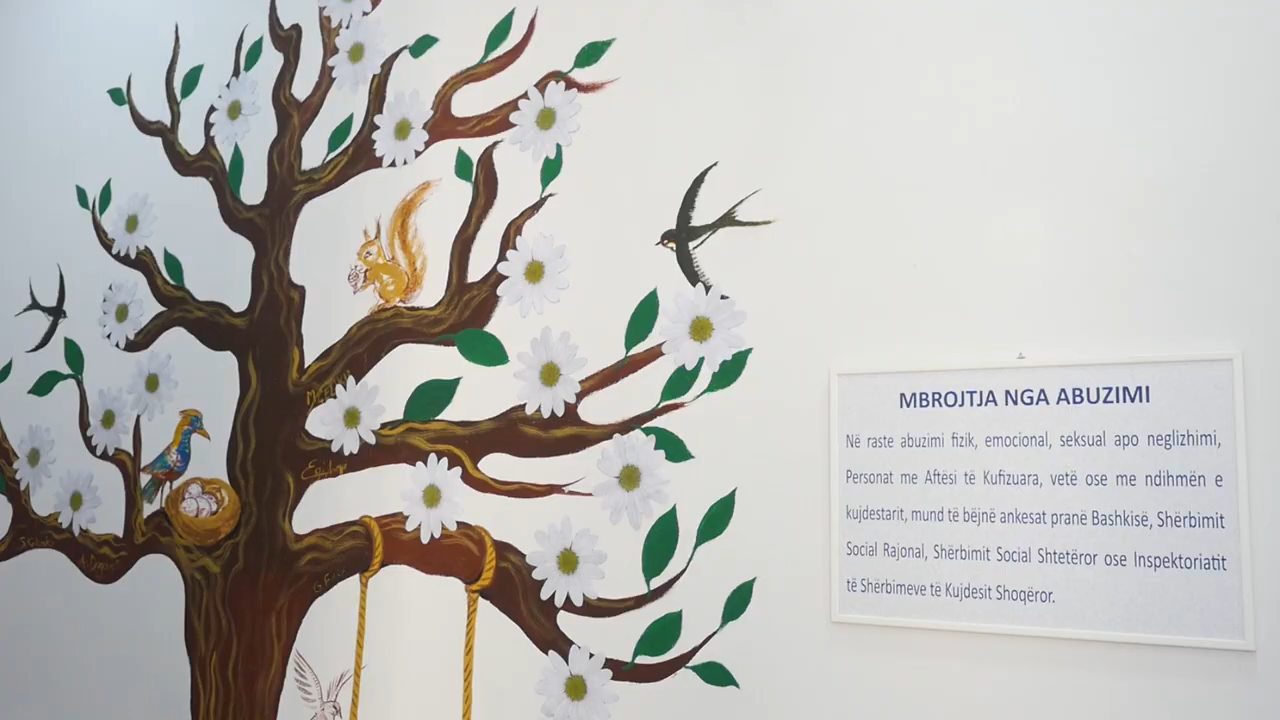 MBROJTJA NGA ABUZIMI
Në raste abuzimi fizik, emocional, seksual apo neglizhimi,
Personat me Aftësi të Kufizuara, vetë ose me ndihmën e
kujdestarit, mund të bëjnë ankesat pranë Bashkisë, Shërbimit
Social Rajonal, Shërbimit Social Shtetëror ose Inspektoriatit
të Shërbimeve të Kujdesit Shoqëror.